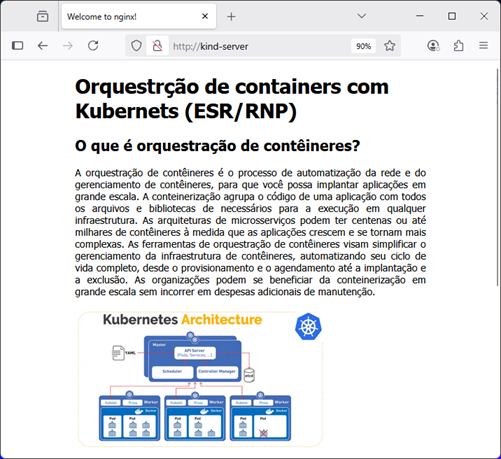 Welcome to nginx!
http://kind-server
90%
Orquestrção de containers com
Kubernets (ESR/RNP)
O que é orquestração de contêineres?
A orquestração de contêineres é o processo de automatização da rede e do
gerenciamento de contêineres, para que você possa implantar aplicações em
grande escala. A conteinerização agrupa o código de uma aplicação com todos
os arquivos e bibliotecas de necessários para a execução em qualquer
infraestrutura. As arquiteturas de microsserviços podem ter centenas ou até
milhares de contêineres à medida que as aplicações crescem e se tornam mais
complexas. As ferramentas de orquestração de contêineres visam simplificar o
gerenciamento da infraestrutura de contêineres, automatizando seu ciclo de
vida completo, desde o provisionamento e o agendamento até a implantação e
a exclusão. As organizações podem se beneficiar da conteinerização em
grande escala sem incorrer em despesas adicionais de manutenção.
Kubernetes Architecture
Master
YAML
API Server
(Pods, Services, ...)
Scheduler
Controller Manager
etcd
Kubelet Proxy Worker
Kubelet Proxy Worker
Kubelet Proxy Worker
Docker
Docker
Docker
Pod Pod
Pod Pod
Pod Pod